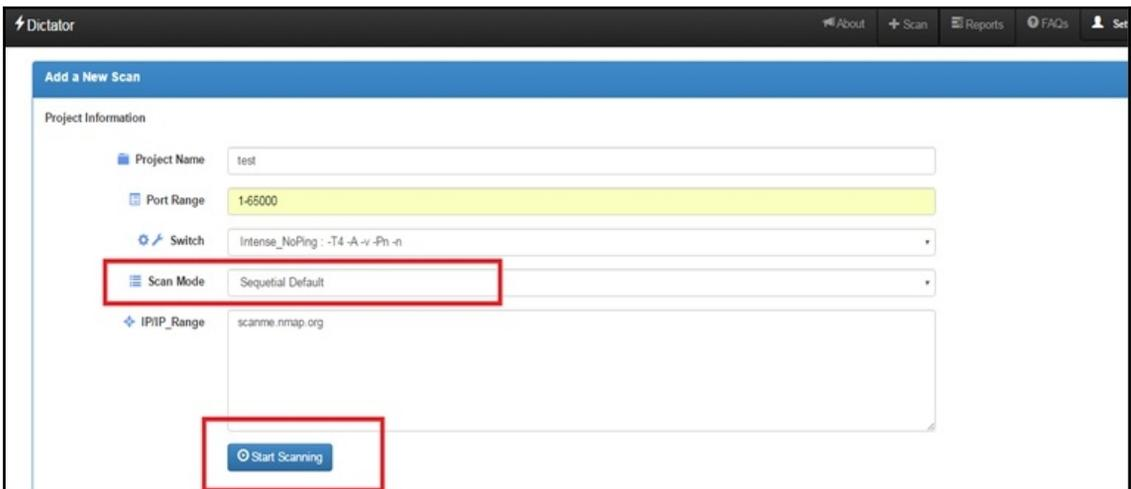 Dictator
About
Scan
Reports
FAQs
Set
Add a New Scan
Project Information
Project Name
test
Port Range
1-65000
Switch
Intense_NoPing : -T4 -A -v -Pn -n
Scan Mode
Sequetial Default
IP/IP_Range
scanme.nmap.org
Start Scanning